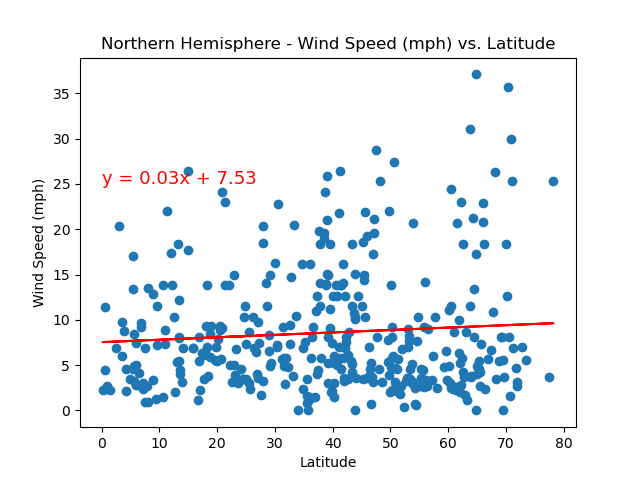 Northern Hemisphere - Wind Speed (mph) vs. Latitude
35
30
25
20
15
10
5
0
Wind Speed (mph)
y = 0.03x + 7.53
0 10 20 30 40 50 60 70 80
Latitude